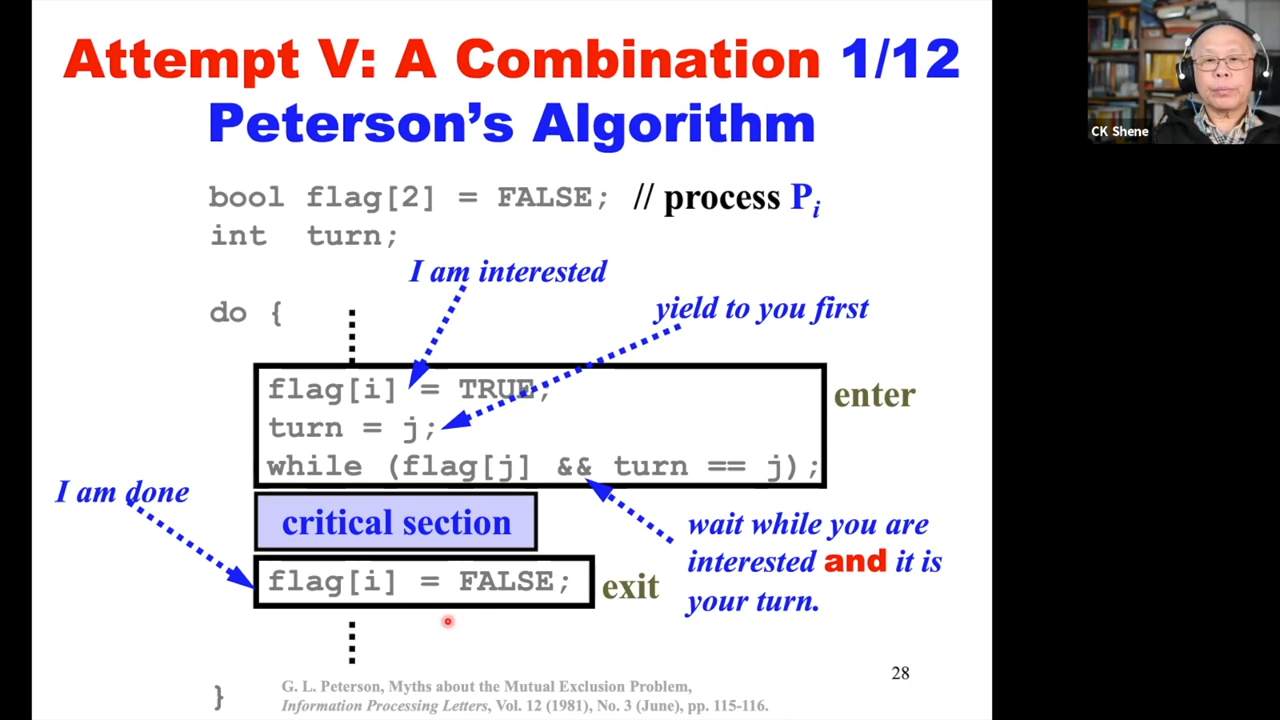 Attempt V: A Combination 1/12
Peterson's Algorithm
CK Shene
bool flag[2] = FALSE; // process Pi
int turn;
I am interested
yield to you first
do {
flag[i] = TRUE;
turn = j;
while (flag[j] && turn == j);
enter
I am done
critical section
wait while you are
interested and it is
your turn.
flag[i] = FALSE;
exit
}
28
G. L. Peterson, Myths about the Mutual Exclusion Problem,
Information Processing Letters, Vol. 12 (1981), No. 3 (June), pp. 115-116.